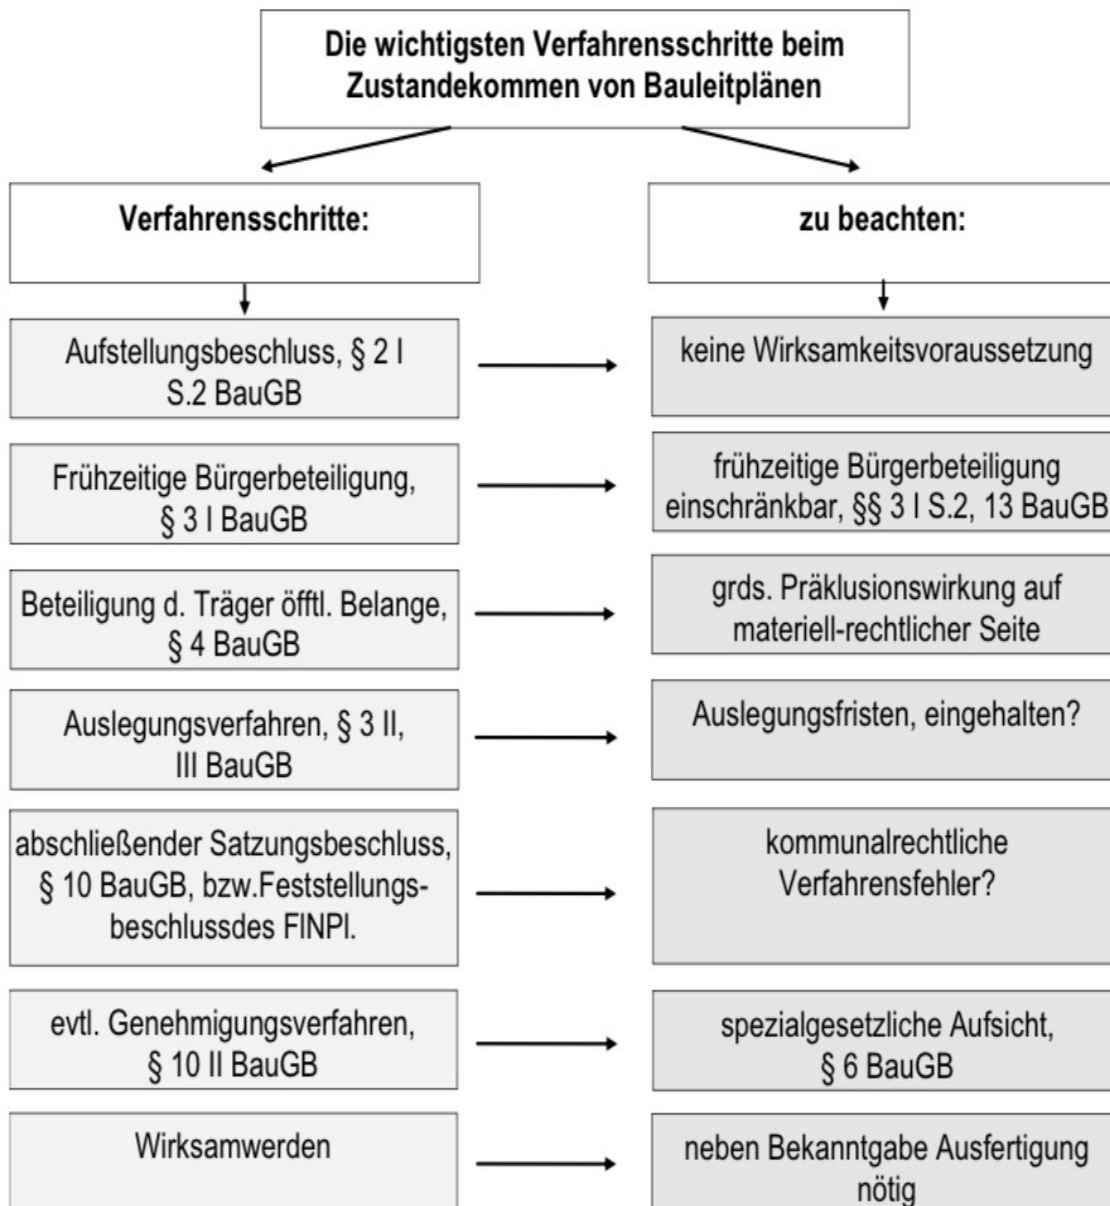 Die wichtigsten Verfahrensschritte beim
Zustandekommen von Bauleitplänen
Verfahrensschritte:
zu beachten:
Aufstellungsbeschluss, § 2 I
S.2 BauGB
keine Wirksamkeitsvoraussetzung
Frühzeitige Bürgerbeteiligung,
§ 3 I BauGB
frühzeitige Bürgerbeteiligung
einschränkbar, §§ 3 I S.2, 13 BauGB
Beteiligung d. Träger öfftl. Belange,
§ 4 BauGB
grds. Präklusionswirkung auf
materiell-rechtlicher Seite
Auslegungsverfahren, § 3 II,
III BauGB
Auslegungsfristen, eingehalten?
abschließender Satzungsbeschluss,
§ 10 BauGB, bzw.Feststellungs-
beschlussdes FINPl.
kommunalrechtliche
Verfahrensfehler?
evtl. Genehmigungsverfahren,
§ 10 II BauGB
spezialgesetzliche Aufsicht,
§ 6 BauGB
Wirksamwerden
neben Bekanntgabe Ausfertigung
nötig